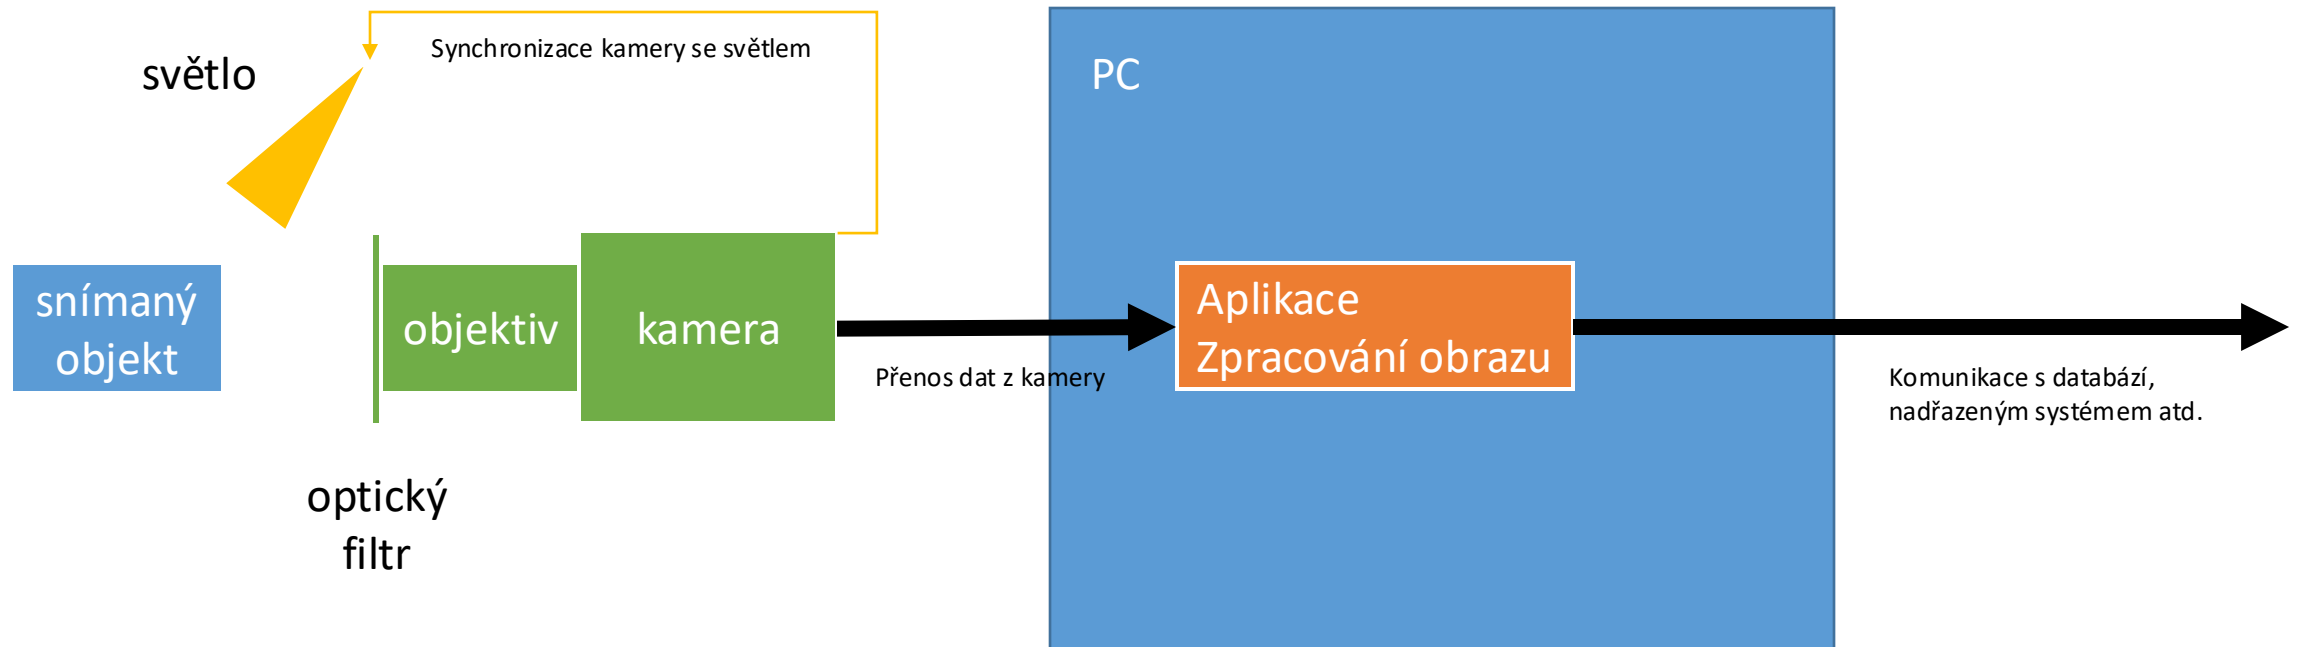 Synchronizace kamery se světlem
světlo
PC
snímaný
objekt
objektiv
kamera
Aplikace
Zpracování obrazu
Přenos dat z kamery
Komunikace s databází,
nadřazeným systémem atd.
optický
filtr